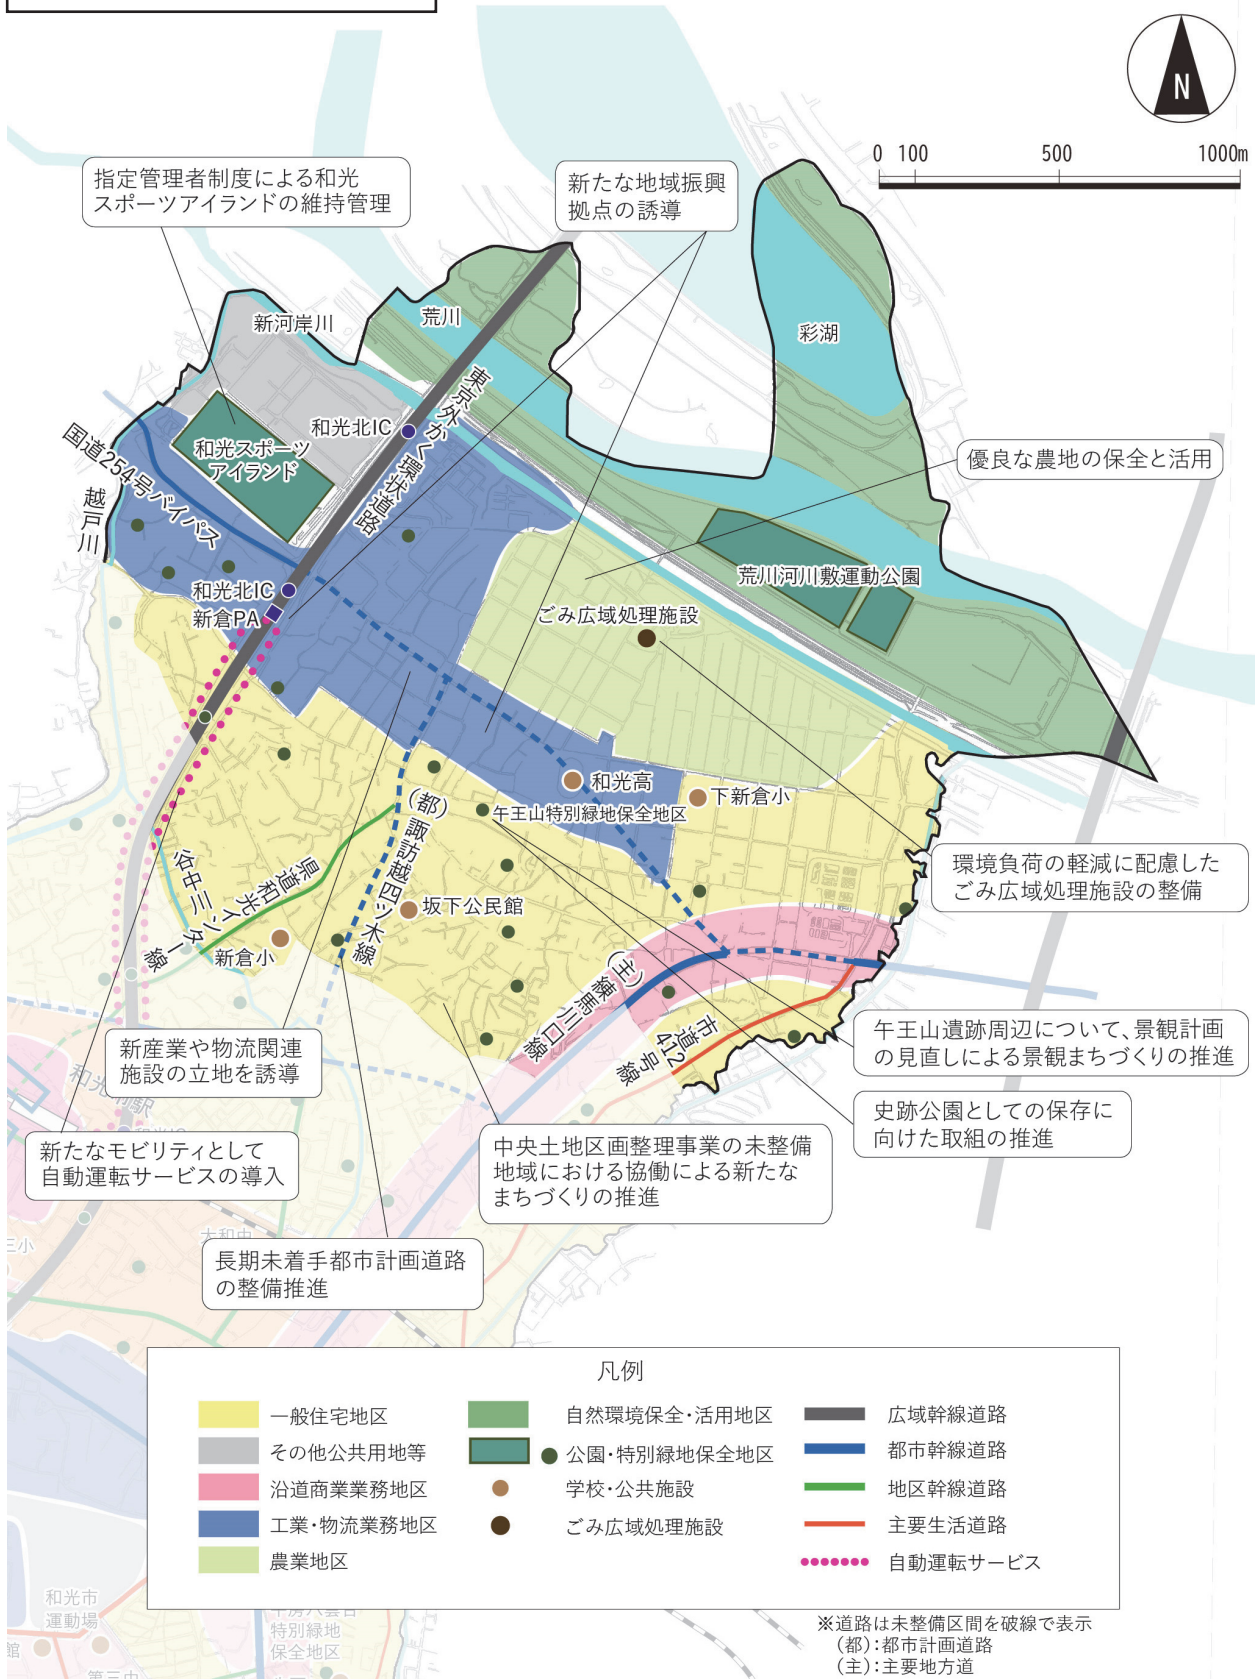 N
0 100 500 1000m
指定管理者制度による和光
スポーツアイランドの維持管理
新たな地域振興
拠点の誘導
新河岸川
荒川
彩湖
東京外かく環状道路
和光北IC
和光スポーツ
アイランド
国道254号バイパス
越戸川
優良な農地の保全と活用
荒川河川敷運動公園
和光北IC
新倉PA
ごみ広域処理施設
和光高
下新倉小
午王山特別緑地保全地区
(都)諏訪越四ツ木線
県道和光インター線
谷中川
坂下公民館
新倉小
環境負荷の軽減に配慮した
ごみ広域処理施設の整備
(主)練馬川口線
市道412号線
午王山遺跡周辺について、景観計画
の見直しによる景観まちづくりの推進
新産業や物流関連
施設の立地を誘導
史跡公園としての保存に
向けた取組の推進
新たなモビリティとして
自動運転サービスの導入
中央土地区画整理事業の未整備
地域における協働による新たな
まちづくりの推進
長期未着手都市計画道路
の整備推進
凡例
一般住宅地区
その他公共用地等
沿道商業業務地区
工業・物流業務地区
農業地区
自然環境保全・活用地区
公園・特別緑地保全地区
学校・公共施設
ごみ広域処理施設
広域幹線道路
都市幹線道路
地区幹線道路
主要生活道路
自動運転サービス
和光市
運動場
特別緑地
保全地区
館
三小
※道路は未整備区間を破線で表示
(都):都市計画道路
(主):主要地方道